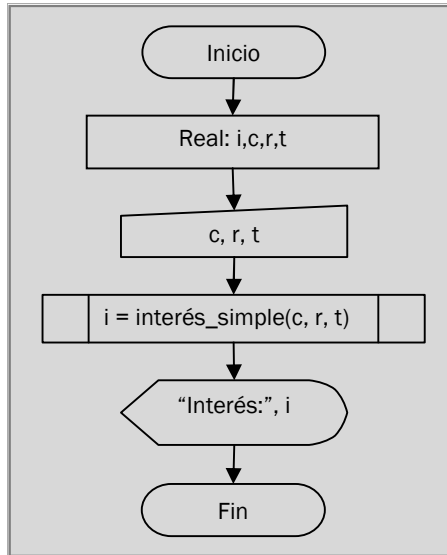 Inicio
Real: i,c,r,t
c, r, t
i = interés_simple(c, r, t)
“Interés:”, i
Fin